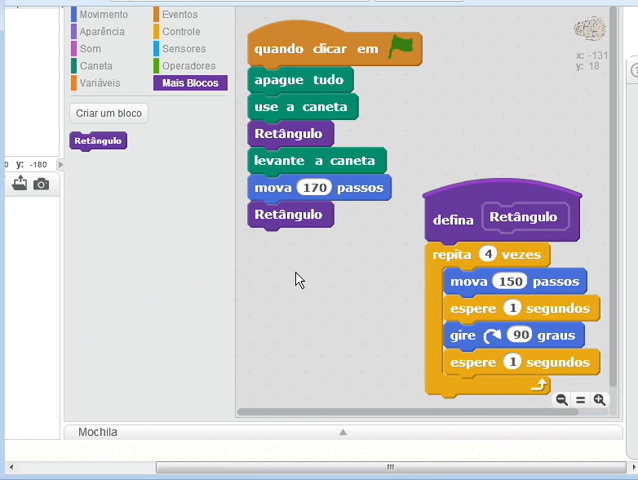 Movimento
Eventos
Aparência
Controle
Som
Sensores
Caneta
Operadores
Variáveis
Mais Blocos
Criar um bloco
Retângulo
0 y: -180
quando clicar em
apague tudo
use a caneta
Retângulo
levante a caneta
mova 170 passos
Retângulo
x: -131
y: 18
defina Retângulo
repita 4 vezes
mova 150 passos
espere 1 segundos
gire 90 graus
espere 1 segundos
Mochila